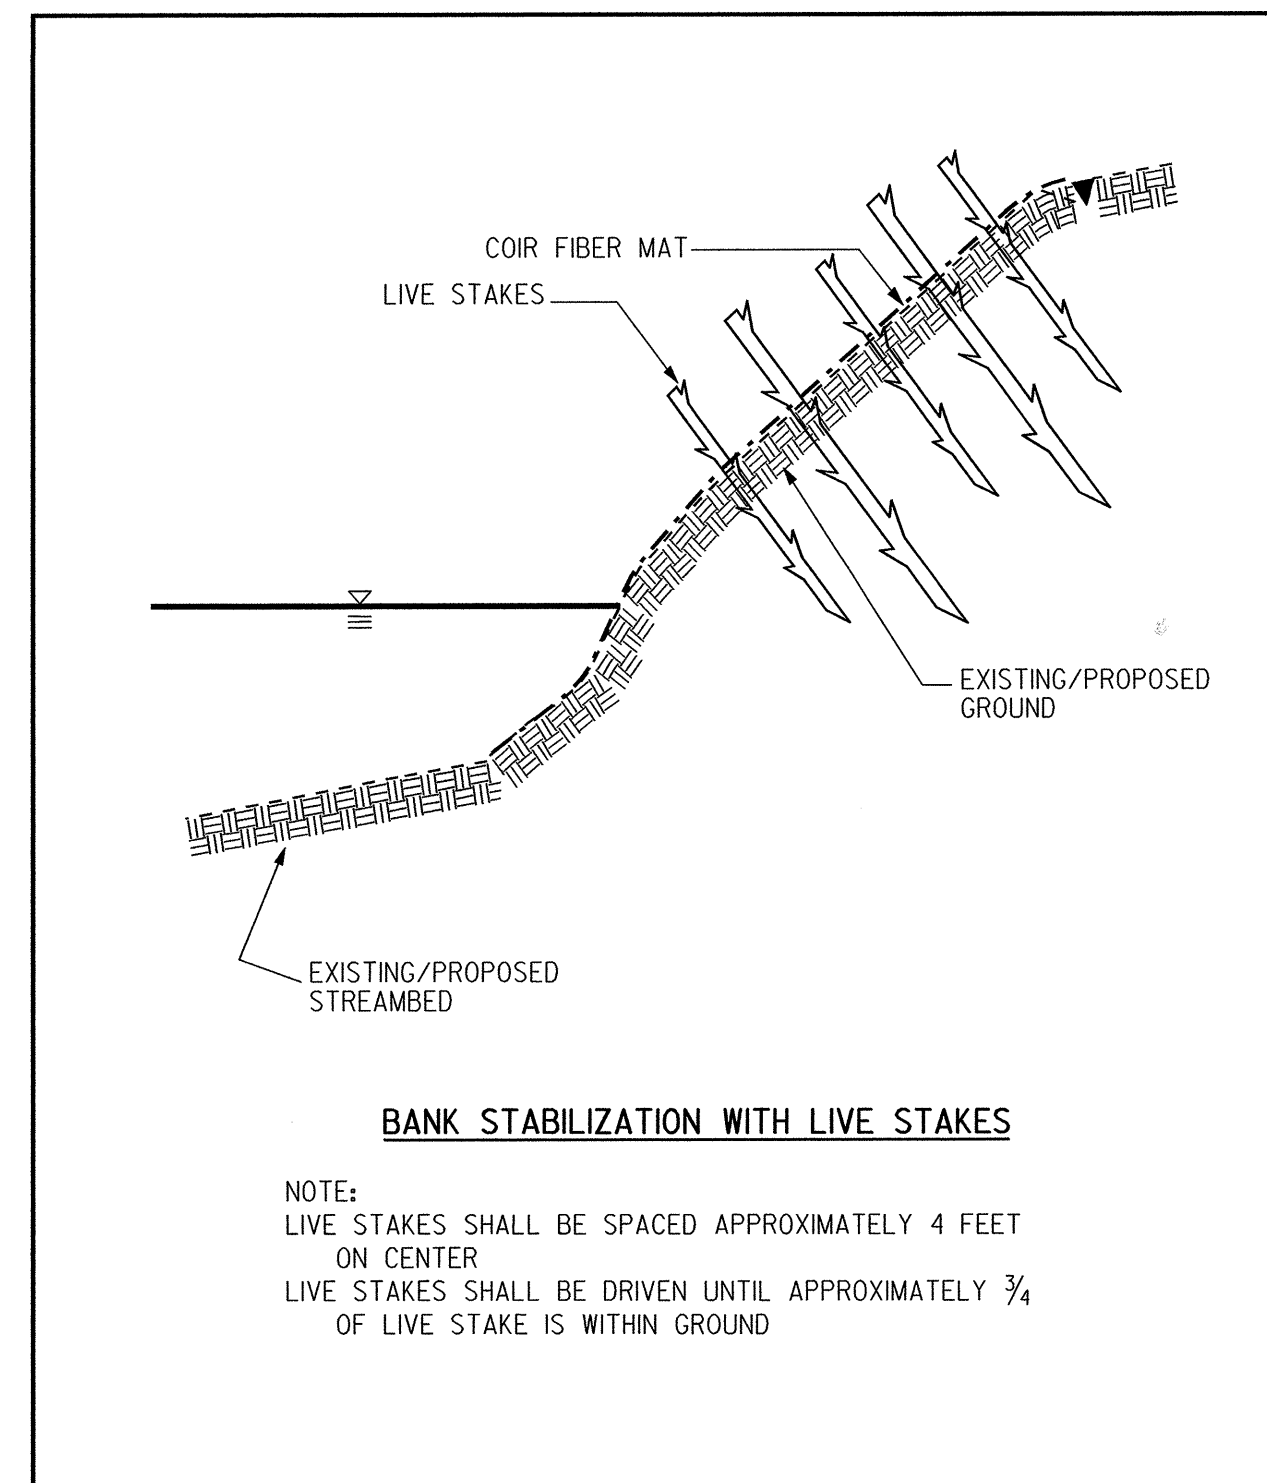 COIR FIBER MAT
LIVE STAKES
EXISTING/PROPOSED
GROUND
EXISTING/PROPOSED
STREAMBED
BANK STABILIZATION WITH LIVE STAKES
NOTE:
LIVE STAKES SHALL BE SPACED APPROXIMATELY 4 FEET
ON CENTER
LIVE STAKES SHALL BE DRIVEN UNTIL APPROXIMATELY 3/4
OF LIVE STAKE IS WITHIN GROUND